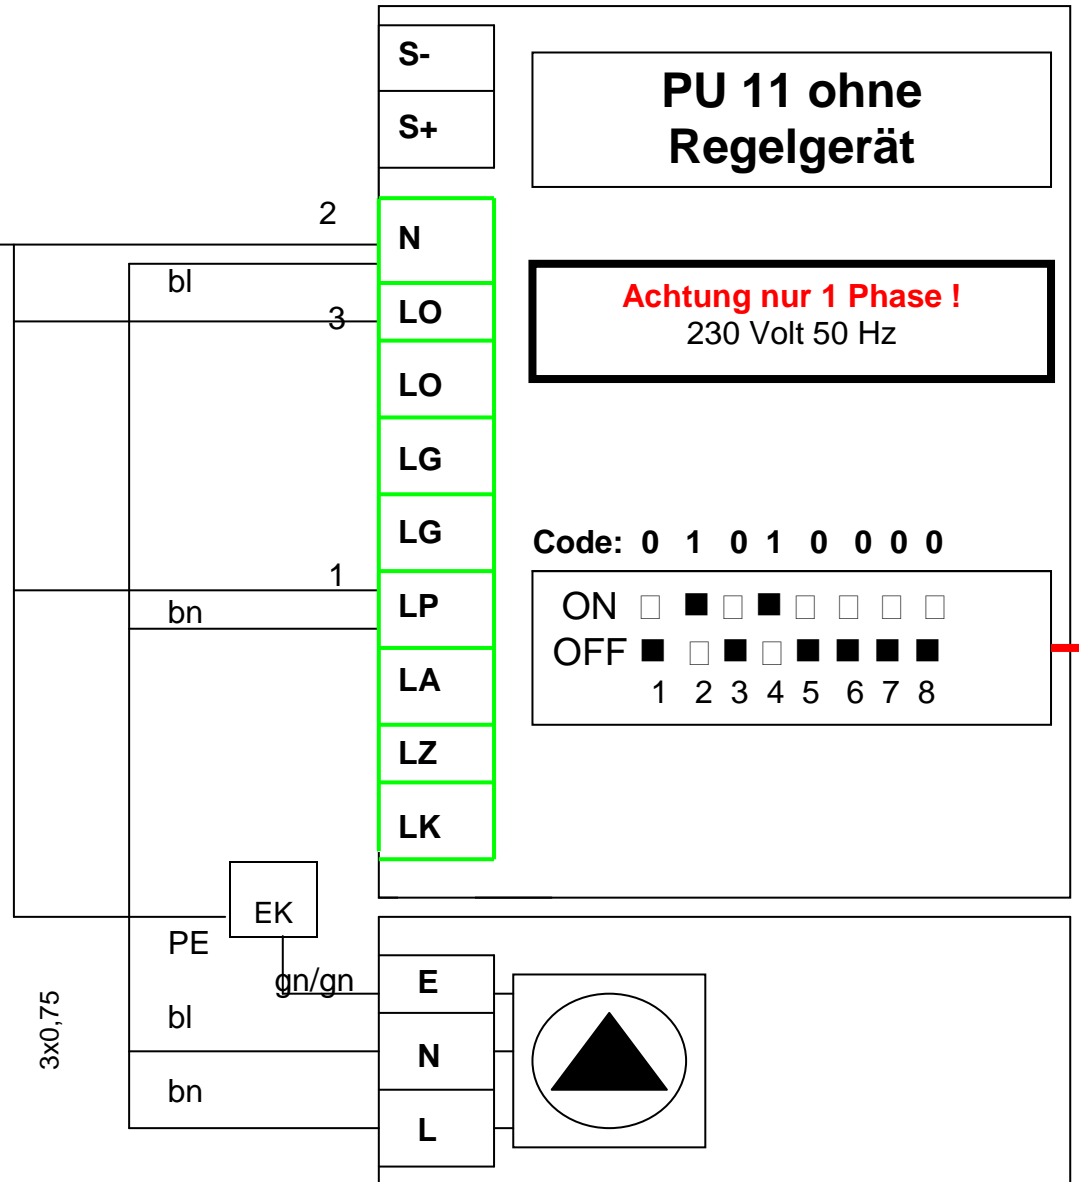 S-
S+
PU 11 ohne
Regelgerät
2
N
bl
Achtung nur 1 Phase !
230 Volt 50 Hz
3
LO
LO
LG
LG
Code: 0 1 0 1 0 0 0 0
1
LP
bn
ON
OFF
1 2 3 4 5 6 7 8
LA
LZ
LK
EK
PE
gn/gn
E
3x0,75
bl
N
bn
L